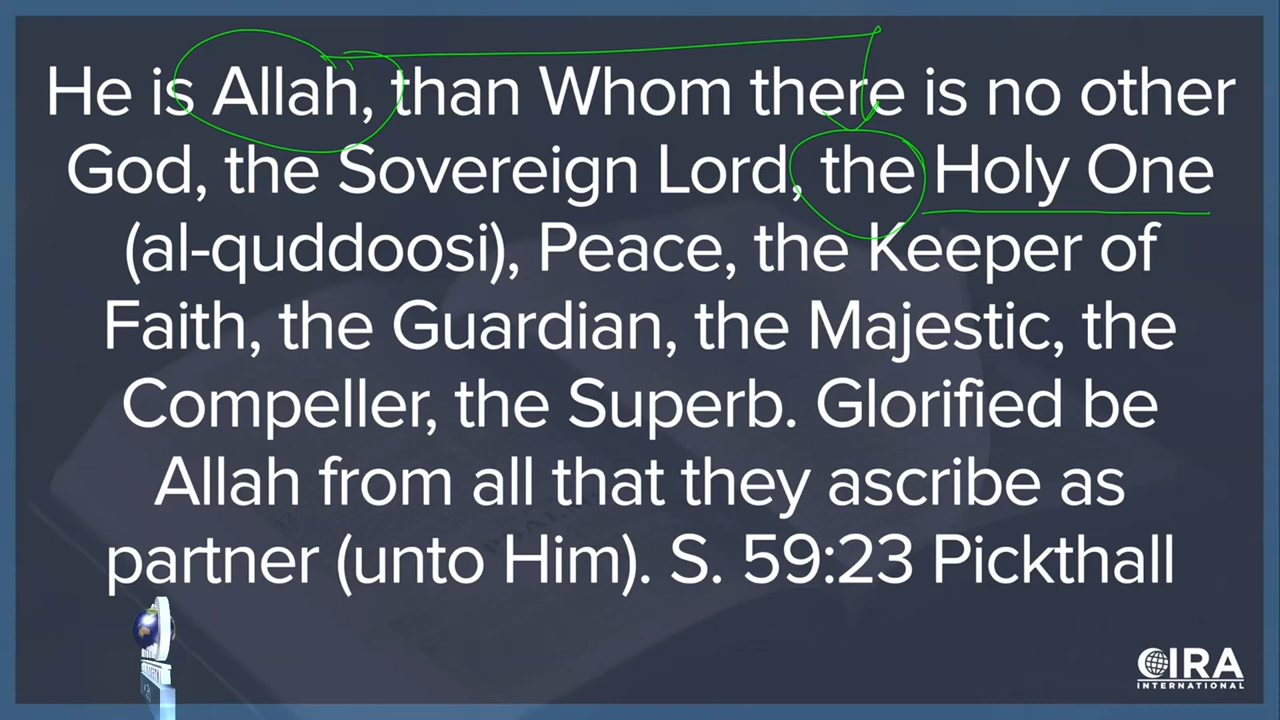 He is Allah, than Whom there is no other
God, the Sovereign Lord, the Holy One
(al-quddoosi), Peace, the Keeper of
Faith, the Guardian, the Majestic, the
Compeller, the Superb. Glorified be
Allah from all that they ascribe as
partner (unto Him). S. 59:23 Pickthall
CIRA
INTERNATIONAL